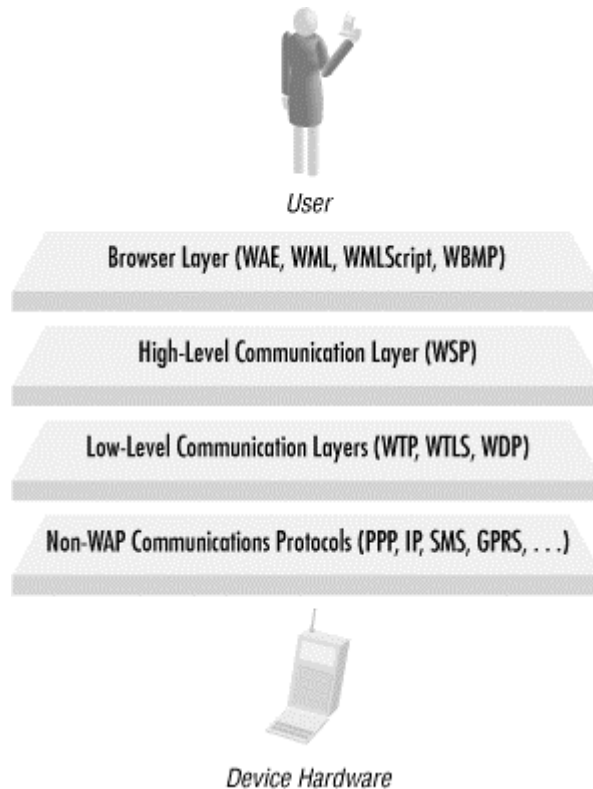 User
Browser Layer (WAE, WML, WMLScript, WBMP)
High-Level Communication Layer (WSP)
Low-Level Communication Layers (WTP, WTLS, WDP)
Non-WAP Communications Protocols (PPP, IP, SMS, GPRS, . . .)
Device Hardware